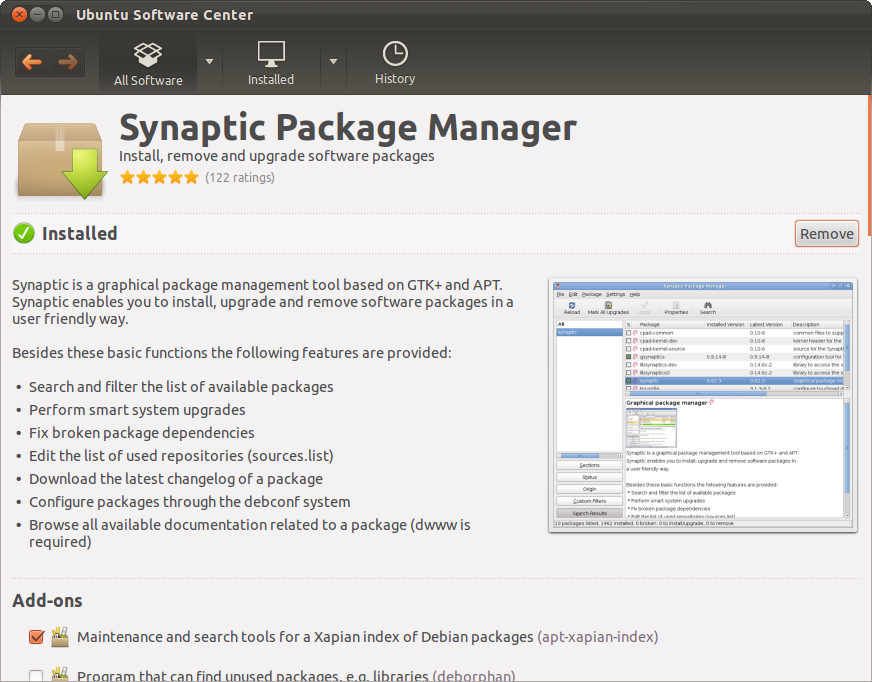 Ubuntu Software Center
All Software
Installed
History
Synaptic Package Manager
Install, remove and upgrade software packages
(122 ratings)
Installed
Remove
Synaptic is a graphical package management tool based on GTK+ and APT.
Synaptic enables you to install, upgrade and remove software packages in a
user friendly way.
Besides these basic functions the following features are provided:
• Search and filter the list of available packages
• Perform smart system upgrades
• Fix broken package dependencies
• Edit the list of used repositories (sources.list)
• Download the latest changelog of a package
• Configure packages through the debconf system
• Browse all available documentation related to a package (dwww is
required)
Synaptic Package Manager
File Edit Package Settings Help
Reload Mark All Upgrades Properties Search
All
synaptic
S Package Installed Version Latest Version Description
cpad-common 0.10-6 common files to supp
cpad-kernel-dev 0.10-6 kernel header for the
cpad-kernel-source 0.10-6 source for the Synapt
gsynaptics 0.9.14-8 0.9.14-8 configuration tool for
libsynaptics-dev 0.14.6c-2 library to access the s
libsynaptics0 0.14.6c-2 library to access the s
synaptic 0.62.3 0.62.3 Graphical package ma
Graphical package manager
Synaptic is a graphical package management tool based on GTK+ and APT.
Synaptic enables you to install, upgrade and remove software packages in
a user friendly way.
Besides these basic functions the following features are provided:
* Search and filter the list of available packages
* Perform smart system upgrades
* Fix broken package dependencies
* Edit the list of used repositories (sources.list)
Sections
Status
Origin
Custom Filters
Search Results
10 packages listed, 1462 installed, 0 broken. 0 to install/upgrade, 0 to remove
Add-ons
Maintenance and search tools for a Xapian index of Debian packages (apt-xapian-index)
Program that can find unused packages, e.g. libraries (deborphan)